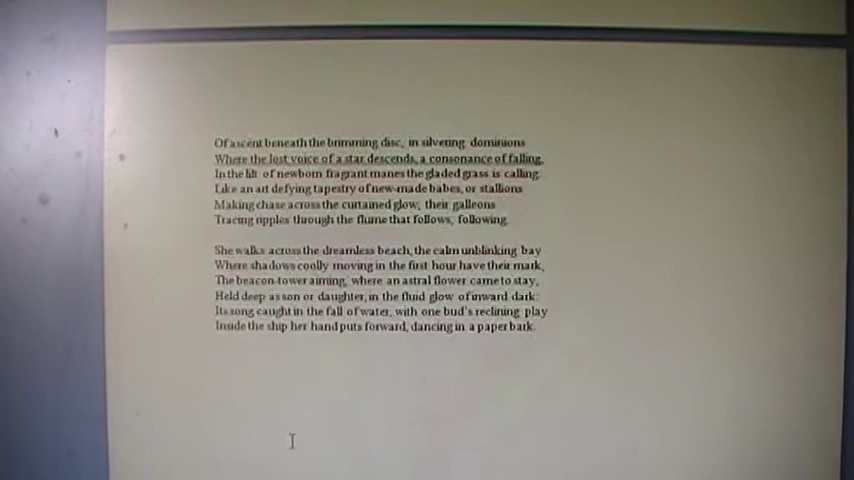 Of ascent beneath the brimming disc, in silvering dominions
Where the lost voice of a star descends, a consonance of falling,
In the lilt of newborn fragrant manes the gladed grass is calling:
Like an art defying tapestry of new-made babes, or stallions
Making chase across the curtained glow, their galleons
Tracing ripples through the flume that follows, following.
She walks across the dreamless beach, the calm unblinking bay
Where shadows coolly moving in the first hour have their mark,
The beacon-tower aiming, where an astral flower came to stay,
Held deep as son or daughter, in the fluid glow of inward dark:
Its song caught in the fall of water, with one bud's reclining play
Inside the ship her hand puts forward, dancing in a paper bark.